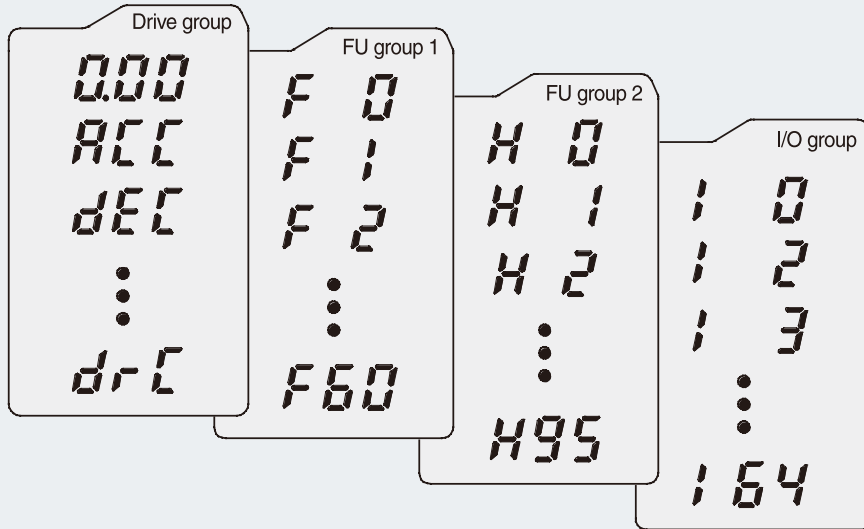 Drive group
0.00
ACC
dEC
drC
FU group 1
F 0
F 1
F 2
F60
FU group 2
H 0
H 1
H 2
H95
I/O group
I 0
I 2
I 3
I 64